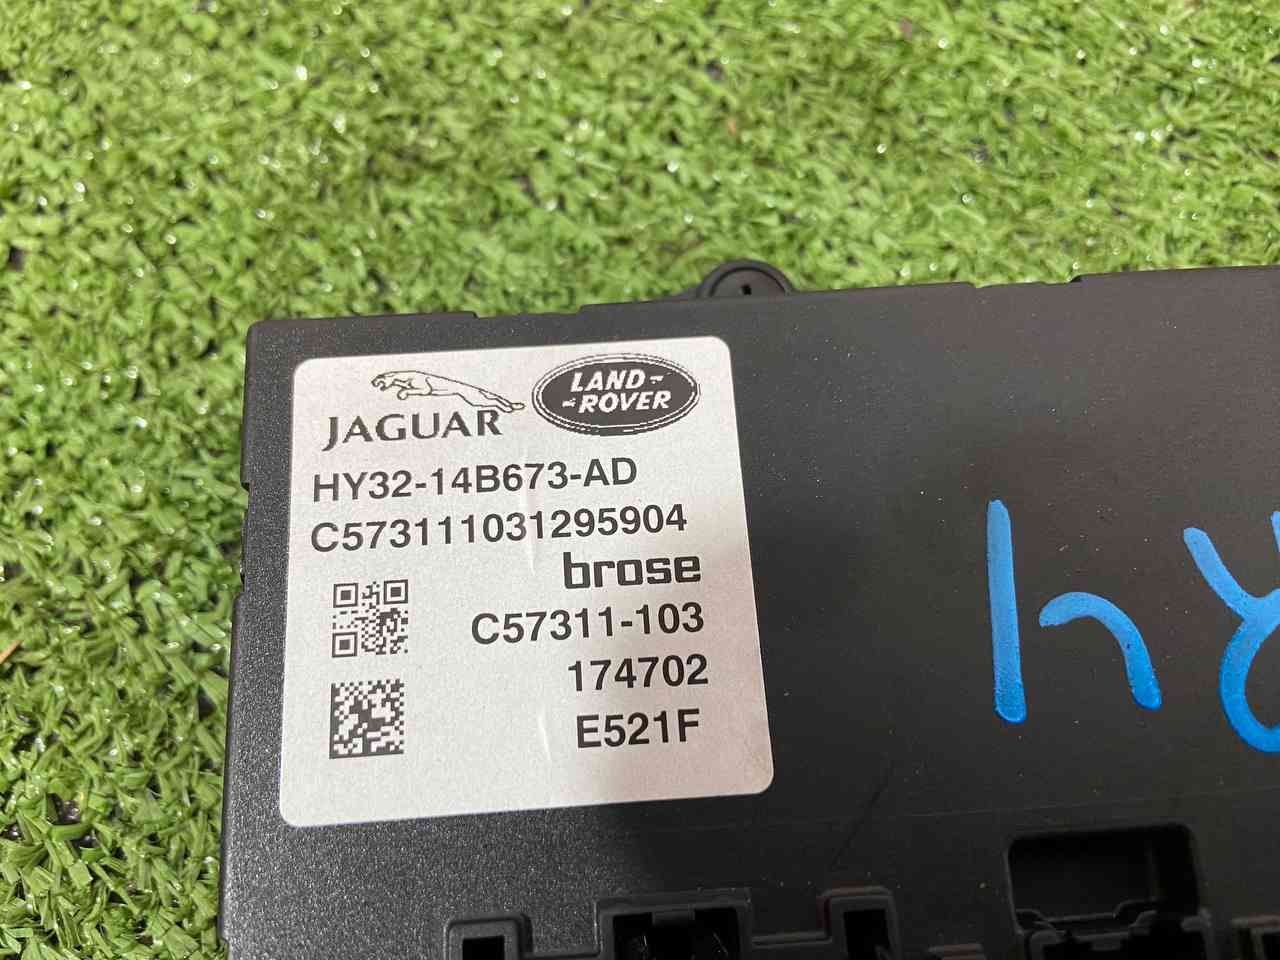 JAGUAR
LAND-
-ROVER
HY32-14B673-AD
C573111031295904
brose
C57311-103
174702
E521F